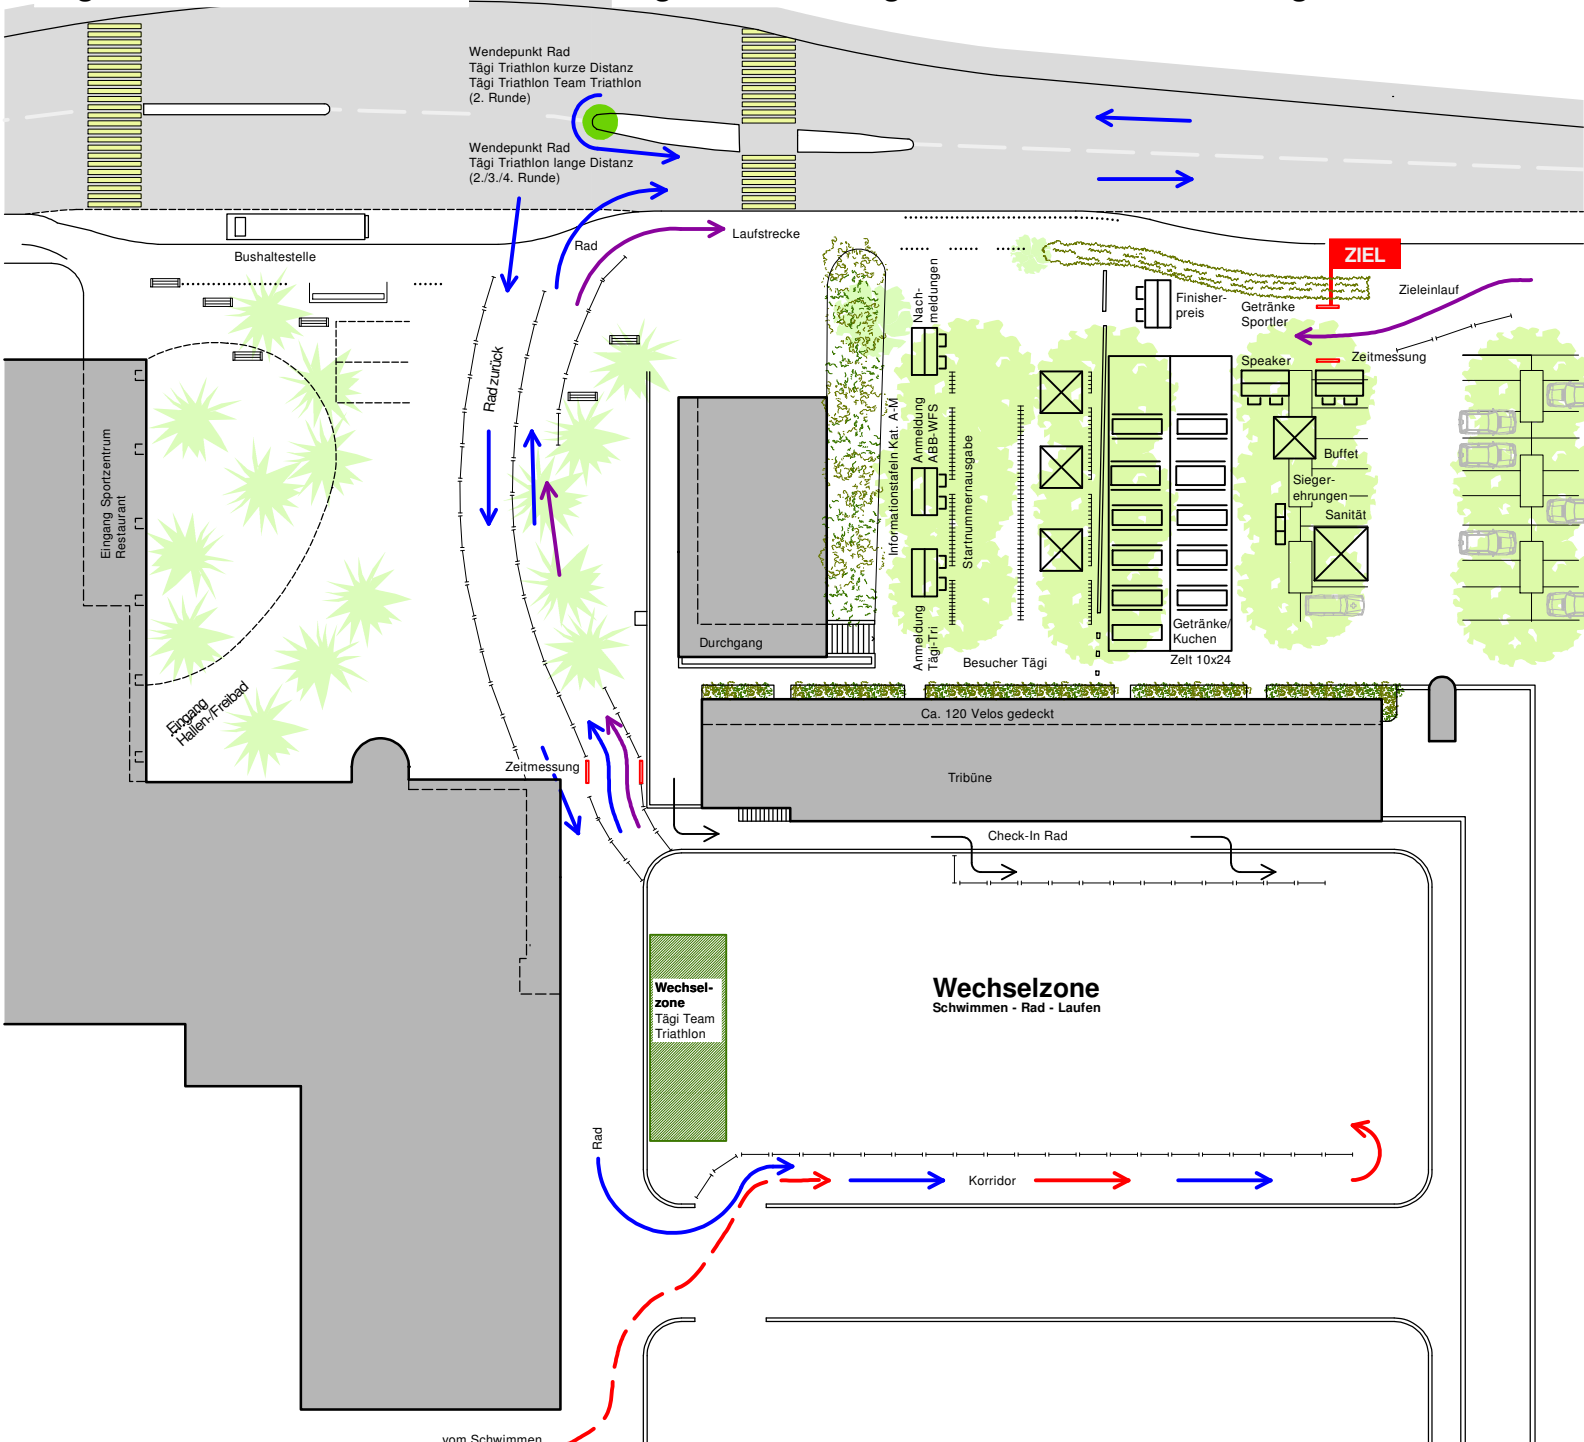 Wendepunkt Rad
Tägi Triathlon kurze Distanz
Tägi Triathlon Team Triathlon
(2. Runde)
Wendepunkt Rad
Tägi Triathlon lange Distanz
(2./3./4. Runde)
Bushaltestelle
Rad
Laufstrecke
Rad zurück
Eingang Sportzentrum
Restaurant
Eingang
Hallen-/Freibad
Nach-
meldungen
Anmeldung
ABB-WFS
Informationstafeln Kat. A-M
Startnummernausgabe
Anmeldung
Tägi-Tri
Besucher Tägi
Durchgang
Finisher-
preis
ZIEL
Getränke
Sportler
Zieleinlauf
Speaker
Zeitmessung
Buffet
Sieger-
ehrungen
Sanität
Getränke/
Kuchen
Zelt 10x24
Ca. 120 Velos gedeckt
Tribüne
Zeitmessung
Check-In Rad
Wechsel-
zone
Tägi Team
Triathlon
Wechselzone
Schwimmen - Rad - Laufen
Rad
Korridor
vom Schwimmen